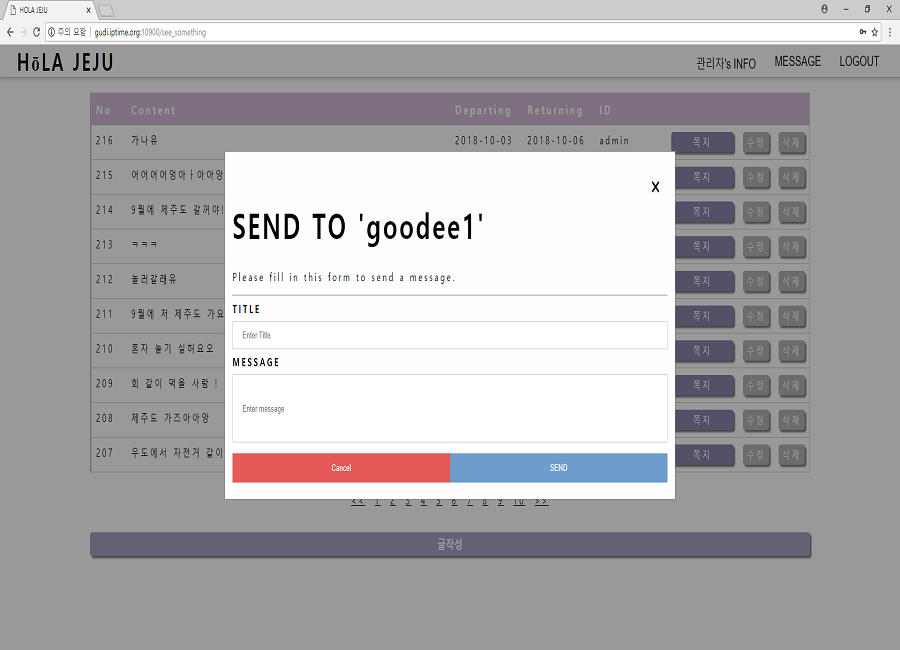 HOLA JEJU
주의 요함 | gudi.iptime.org:10900/see_something
HōLA JEJU
관리자's INFO MESSAGE LOGOUT
No Content Departing Returning ID
216 가나유 2018-10-03 2018-10-06 admin 쪽지 수정 삭제
215 어어어어엉아ㅏ아아앙 쪽지 수정 삭제
214 9월에 제주도 갈꺼야! 쪽지 수정 삭제
213 ㅋㅋㅋ 쪽지 수정 삭제
212 놀러갈래유 쪽지 수정 삭제
211 9월에 저 제주도 가요 쪽지 수정 삭제
210 혼자 놀기 실허요오 쪽지 수정 삭제
209 회 같이 먹을 사람 ! 쪽지 수정 삭제
208 제주도 가즈아아앙 쪽지 수정 삭제
207 우도에서 자전거 같이 쪽지 수정 삭제
X
SEND TO 'goodee1'
Please fill in this form to send a message.
TITLE
Enter Title
MESSAGE
Enter message
Cancel SEND
<< 1 2 3 4 5 6 7 8 9 10 >>
글작성